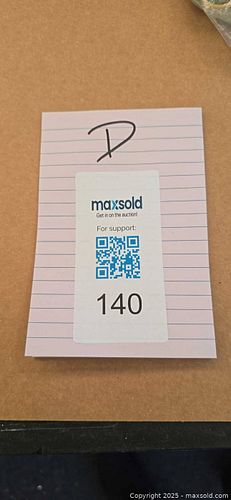 D
maxsold
Get in on the auction!
For support:
140
Copyright 2025 - maxsold.com